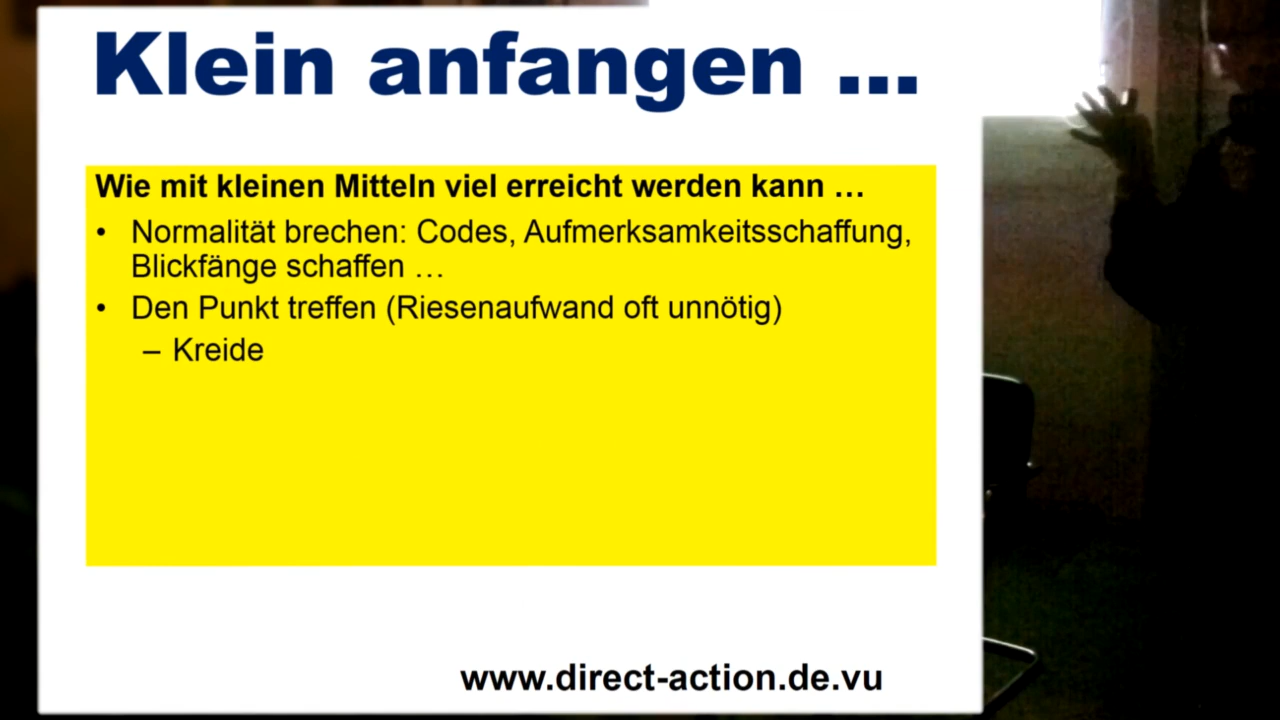 Klein anfangen ...
Wie mit kleinen Mitteln viel erreicht werden kann …
• Normalität brechen: Codes, Aufmerksamkeitsschaffung,
Blickfänge schaffen …
• Den Punkt treffen (Riesenaufwand oft unnötig)
– Kreide
www.direct-action.de.vu